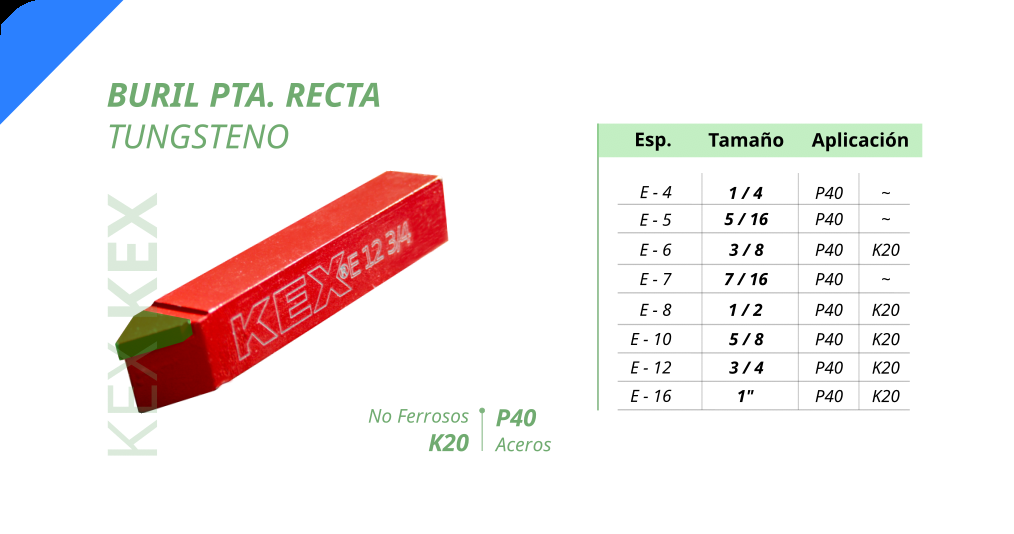 BURIL PTA. RECTA
TUNGSTENO
KEX KEX
KEX® E 12 3/4
No Ferrosos
K20
P40
Aceros
Esp. Tamaño Aplicación
E - 4 1 / 4 P40 ~
E - 5 5 / 16 P40 ~
E - 6 3 / 8 P40 K20
E - 7 7 / 16 P40 ~
E - 8 1 / 2 P40 K20
E - 10 5 / 8 P40 K20
E - 12 3 / 4 P40 K20
E - 16 1" P40 K20